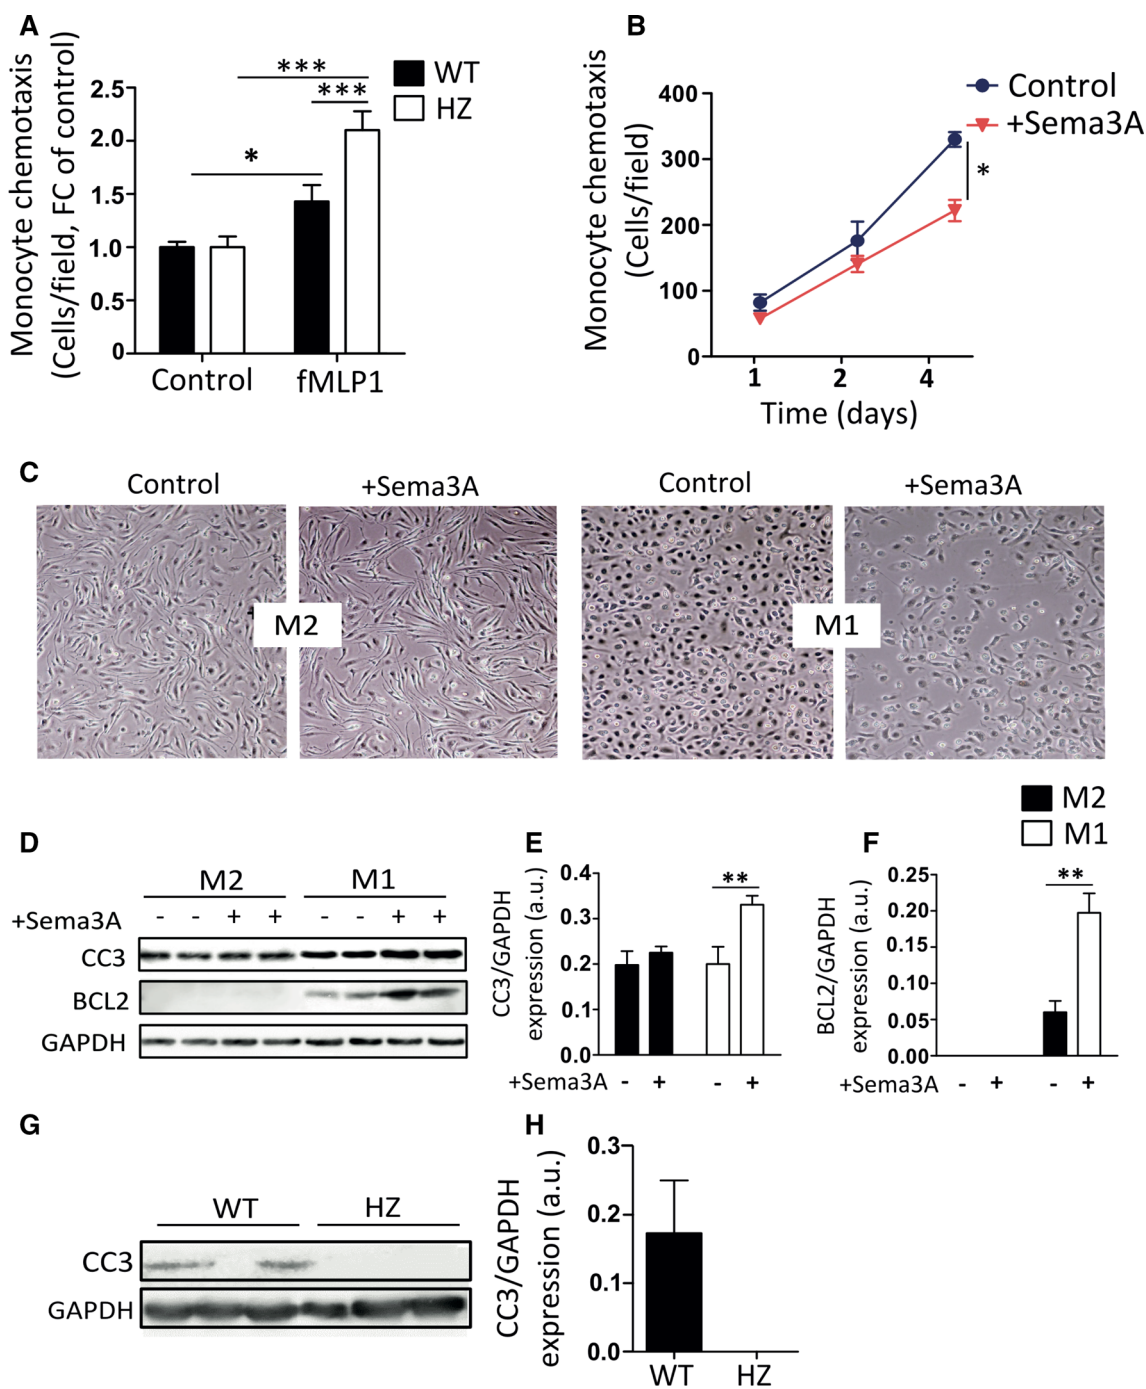 A
Monocyte chemotaxis
(Cells/field, FC of control)
2.5
2.0
1.5
1.0
0.5
0
***
***
*
WT
HZ
Control
fMLP1
B
Monocyte chemotaxis
(Cells/field)
400
300
200
100
0
Control
+Sema3A
*
1
2
4
Time (days)
C
Control
+Sema3A
Control
+Sema3A
M2
M1
M2
M1
D
M2
M1
+Sema3A - - + + - - + +
CC3
BCL2
GAPDH
E
CC3/GAPDH
expression (a.u.)
0.4
0.3
0.2
0.1
0.0
**
+Sema3A - + - +
F
BCL2/GAPDH
expression (a.u.)
0.25
0.20
0.15
0.10
0.05
0.00
**
+Sema3A - + - +
G
WT
HZ
CC3
GAPDH
H
CC3/GAPDH
expression (a.u.)
0.3
0.2
0.1
0.0
WT
HZ